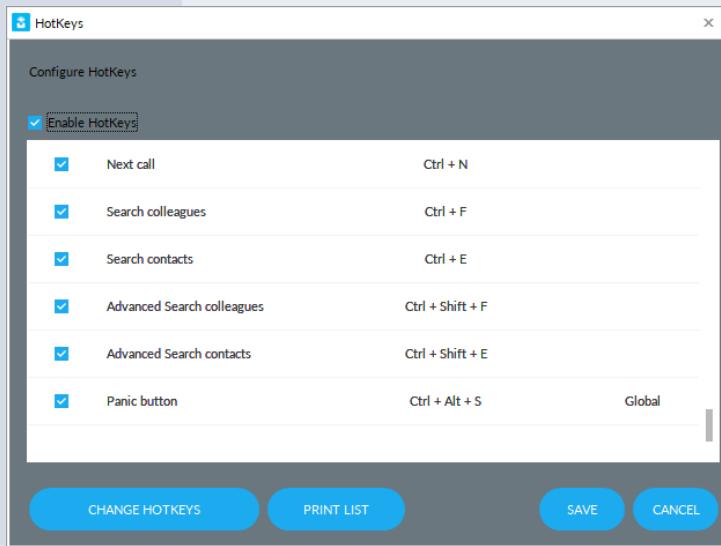 HotKeys
Configure HotKeys
Enable HotKeys
Next call Ctrl + N
Search colleagues Ctrl + F
Search contacts Ctrl + E
Advanced Search colleagues Ctrl + Shift + F
Advanced Search contacts Ctrl + Shift + E
Panic button Ctrl + Alt + S Global
CHANGE HOTKEYS PRINT LIST SAVE CANCEL